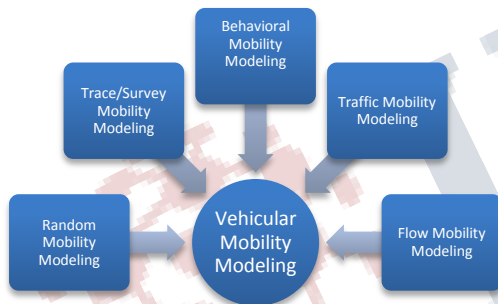 Behavioral
Mobility
Modeling
Trace/Survey
Mobility
Modeling
Traffic Mobility
Modeling
Random
Mobility
Modeling
Vehicular
Mobility
Modeling
Flow Mobility
Modeling